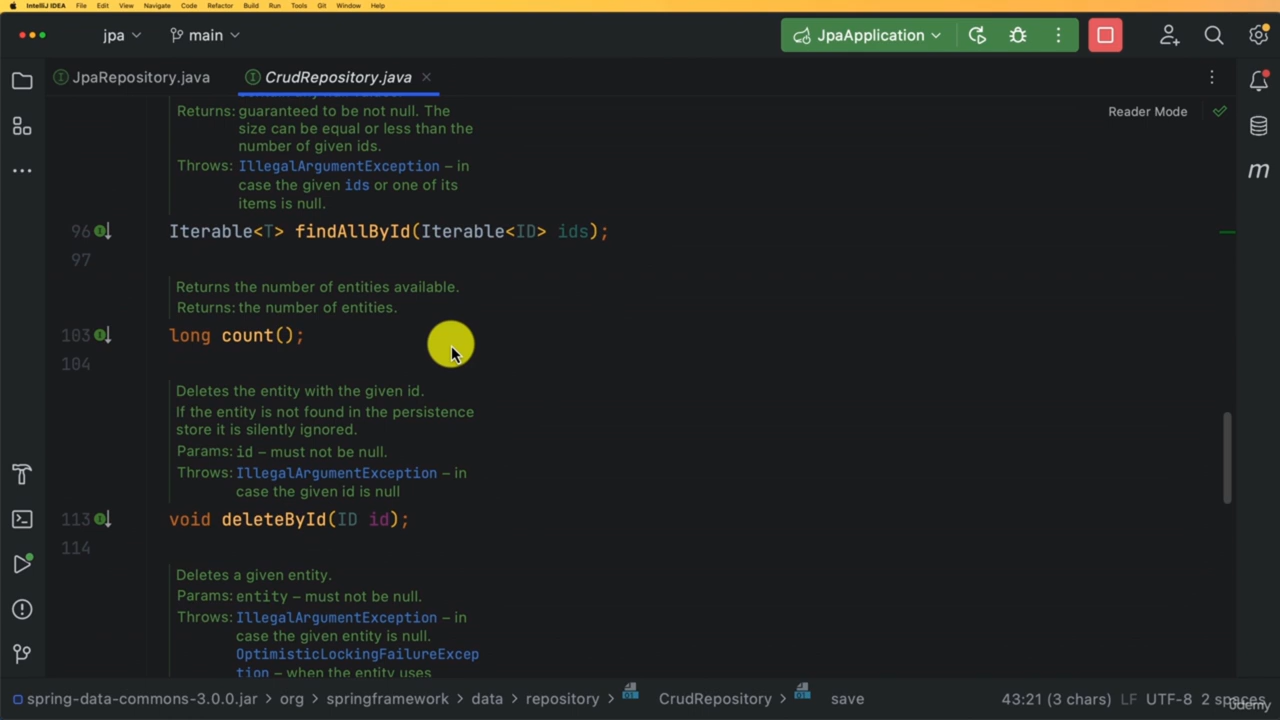 IntelliJ IDEA File Edit View Navigate Code Refactor Build Run Tools Git Window Help
jpa main JpaApplication
JpaRepository.java CrudRepository.java
Reader Mode
Returns: guaranteed to be not null. The
size can be equal or less than the
number of given ids.
Throws: IllegalArgumentException – in
case the given ids or one of its
items is null.
96 Iterable<T> findAllById(Iterable<ID> ids);
97
Returns the number of entities available.
Returns: the number of entities.
103 long count();
104
Deletes the entity with the given id.
If the entity is not found in the persistence
store it is silently ignored.
Params: id – must not be null.
Throws: IllegalArgumentException – in
case the given id is null
113 void deleteById(ID id);
114
Deletes a given entity.
Params: entity – must not be null.
Throws: IllegalArgumentException – in
case the given entity is null.
OptimisticLockingFailureExcep
tion – when the entity uses
spring-data-commons-3.0.0.jar > org > springframework > data > repository > CrudRepository > save 43:21 (3 chars) LF UTF-8 2 spaces
udemy